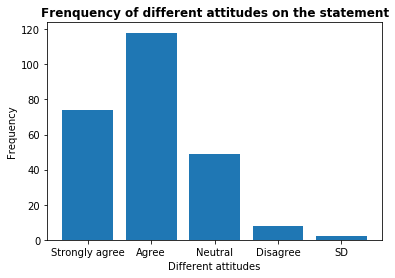 Frenquency of different attitudes on the statement
120
100
80
60
40
20
0
Frequency
Strongly agree Agree Neutral Disagree SD
Different attitudes